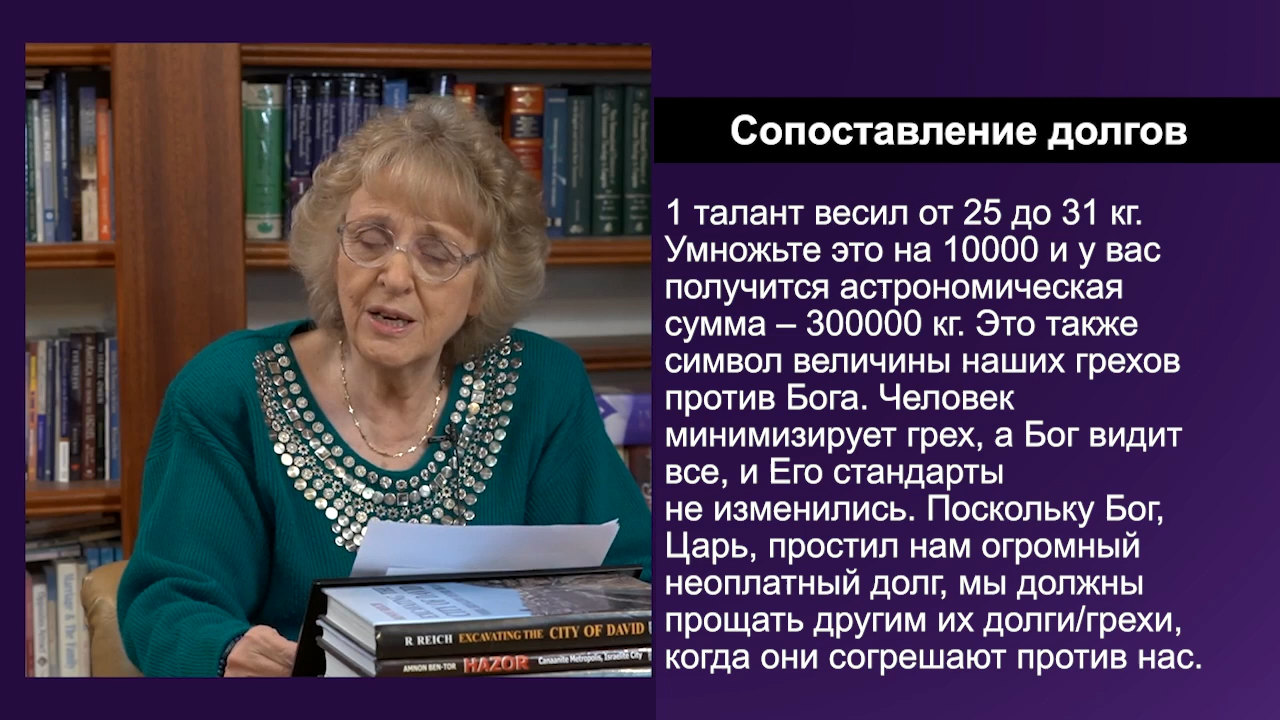 Сопоставление долгов
1 талант весил от 25 до 31 кг.
Умножьте это на 10000 и у вас
получится астрономическая
сумма – 300000 кг. Это также
символ величины наших грехов
против Бога. Человек
минимизирует грех, а Бог видит
все, и Его стандарты
не изменились. Поскольку Бог,
Царь, простил нам огромный
неоплатный долг, мы должны
прощать другим их долги/грехи,
когда они согрешают против нас.
R REICH EXCAVATING THE CITY OF DAVID
AMNON BEN-TOR HAZOR Canaanite Metropolis, Israelite City